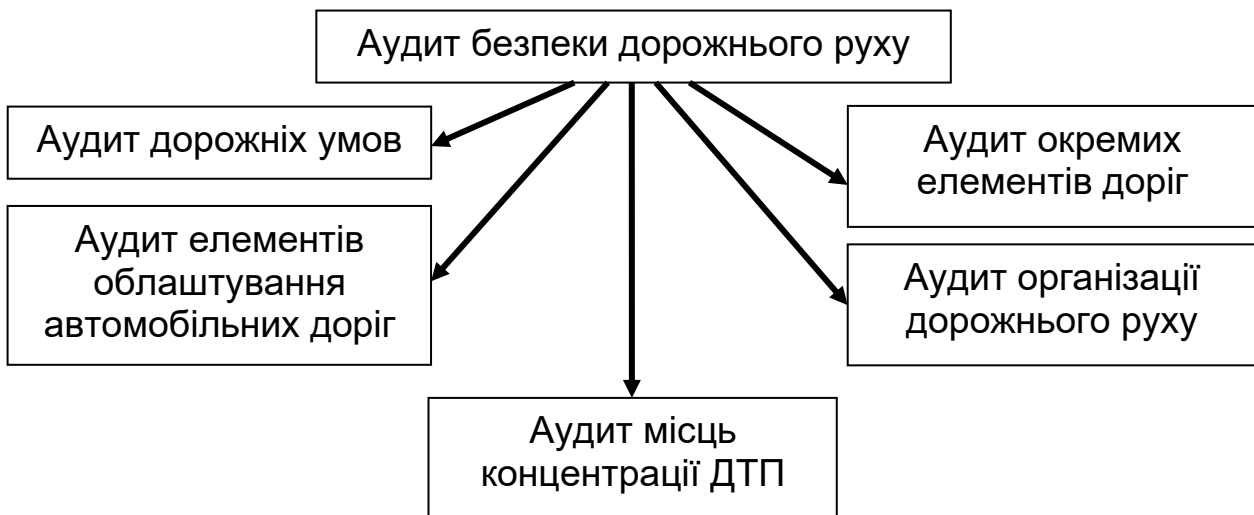 Аудит безпеки дорожнього руху
Аудит дорожніх умов
Аудит елементів
облаштування
автомобільних доріг
Аудит місць
концентрації ДТП
Аудит окремих
елементів доріг
Аудит організації
дорожнього руху